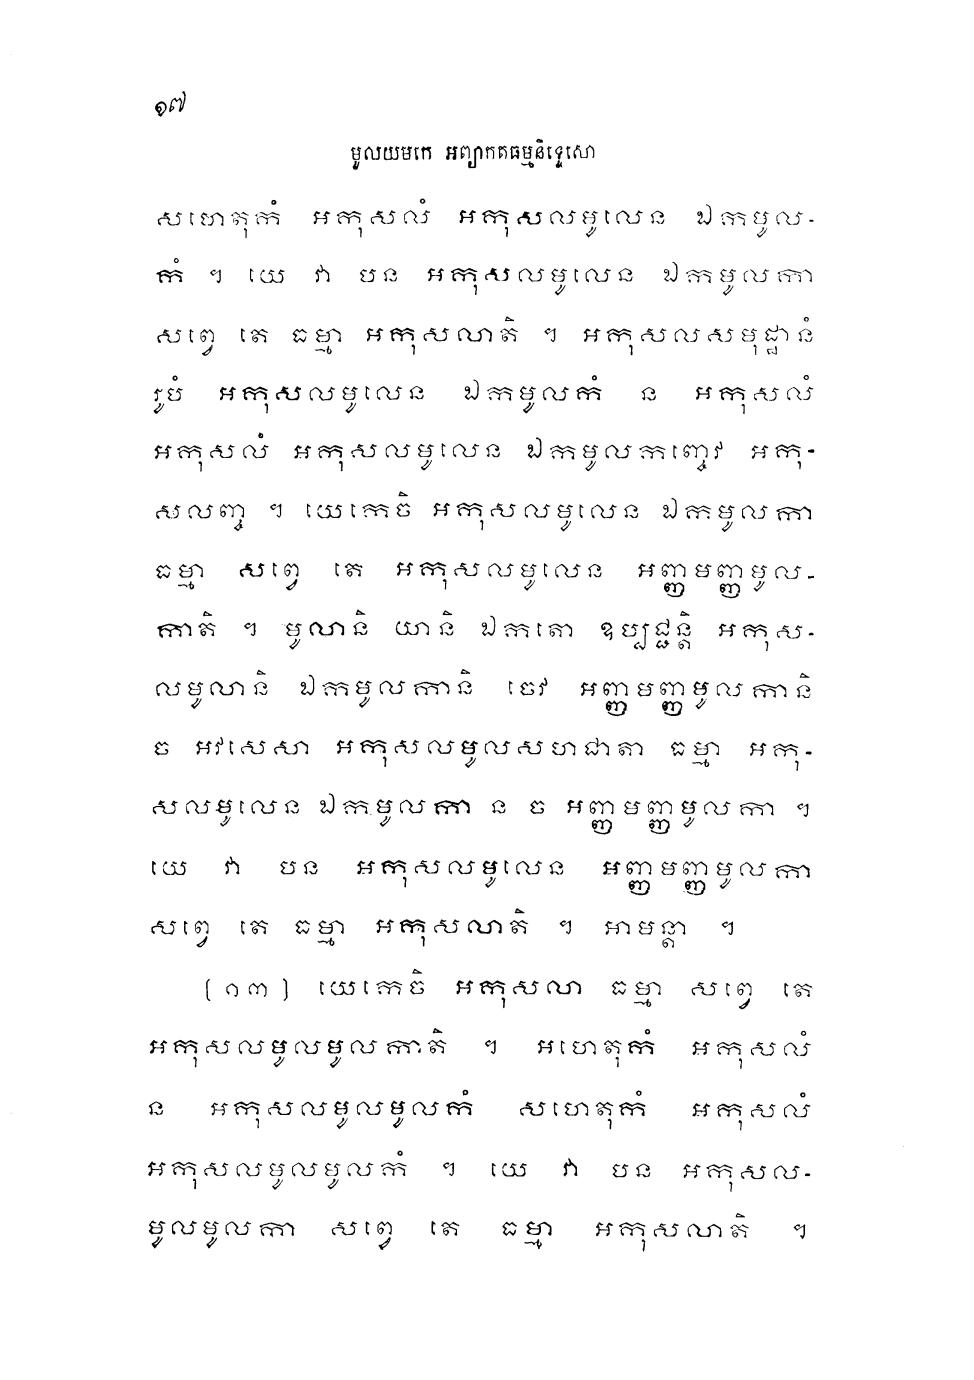 ១៧
មូលយមកេ អព្យាកតធម្មនិទ្ទេសោ
សហេតុកំ អកុសលំ អកុសលមូលេន ឯកមូល-
កំ ។ យេ វា បន អកុសលមូលេន ឯកមូលកា
សព្វេ តេ ធម្មា អកុសលាតិ ។ អកុសលសមុដ្ឋានំ
រូបំ អកុសលមូលេន ឯកមូលកំ ន អកុសលំ
អកុសលំ អកុសលមូលេន ឯកមូលកញ្ចេវ អកុ-
សលញ្ច ។ យេកេចិ អកុសលមូលេន ឯកមូលកា
ធម្មា សព្វេ តេ អកុសលមូលេន អញ្ញមញ្ញមូល-
កាតិ ។ មូលានិ យានិ ឯកតោ ឧប្បជ្ជន្តិ អកុស-
លមូលានិ ឯកមូលកានិ ចេវ អញ្ញមញ្ញមូលកានិ
ច អវសេសា អកុសលមូលសហជាតា ធម្មា អកុ-
សលមូលេន ឯកមូលកា ន ច អញ្ញមញ្ញមូលកា ។
យេ វា បន អកុសលមូលេន អញ្ញមញ្ញមូលកា
សព្វេ តេ ធម្មា អកុសលាតិ ។ អាមន្តា ។
(១៣) យេកេចិ អកុសលា ធម្មា សព្វេ តេ
អកុសលមូលមូលកាតិ ។ អហេតុកំ អកុសលំ
ន អកុសលមូលមូលកំ សហេតុកំ អកុសលំ
អកុសលមូលមូលកំ ។ យេ វា បន អកុសល-
មូលមូលកា សព្វេ តេ ធម្មា អកុសលាតិ ។